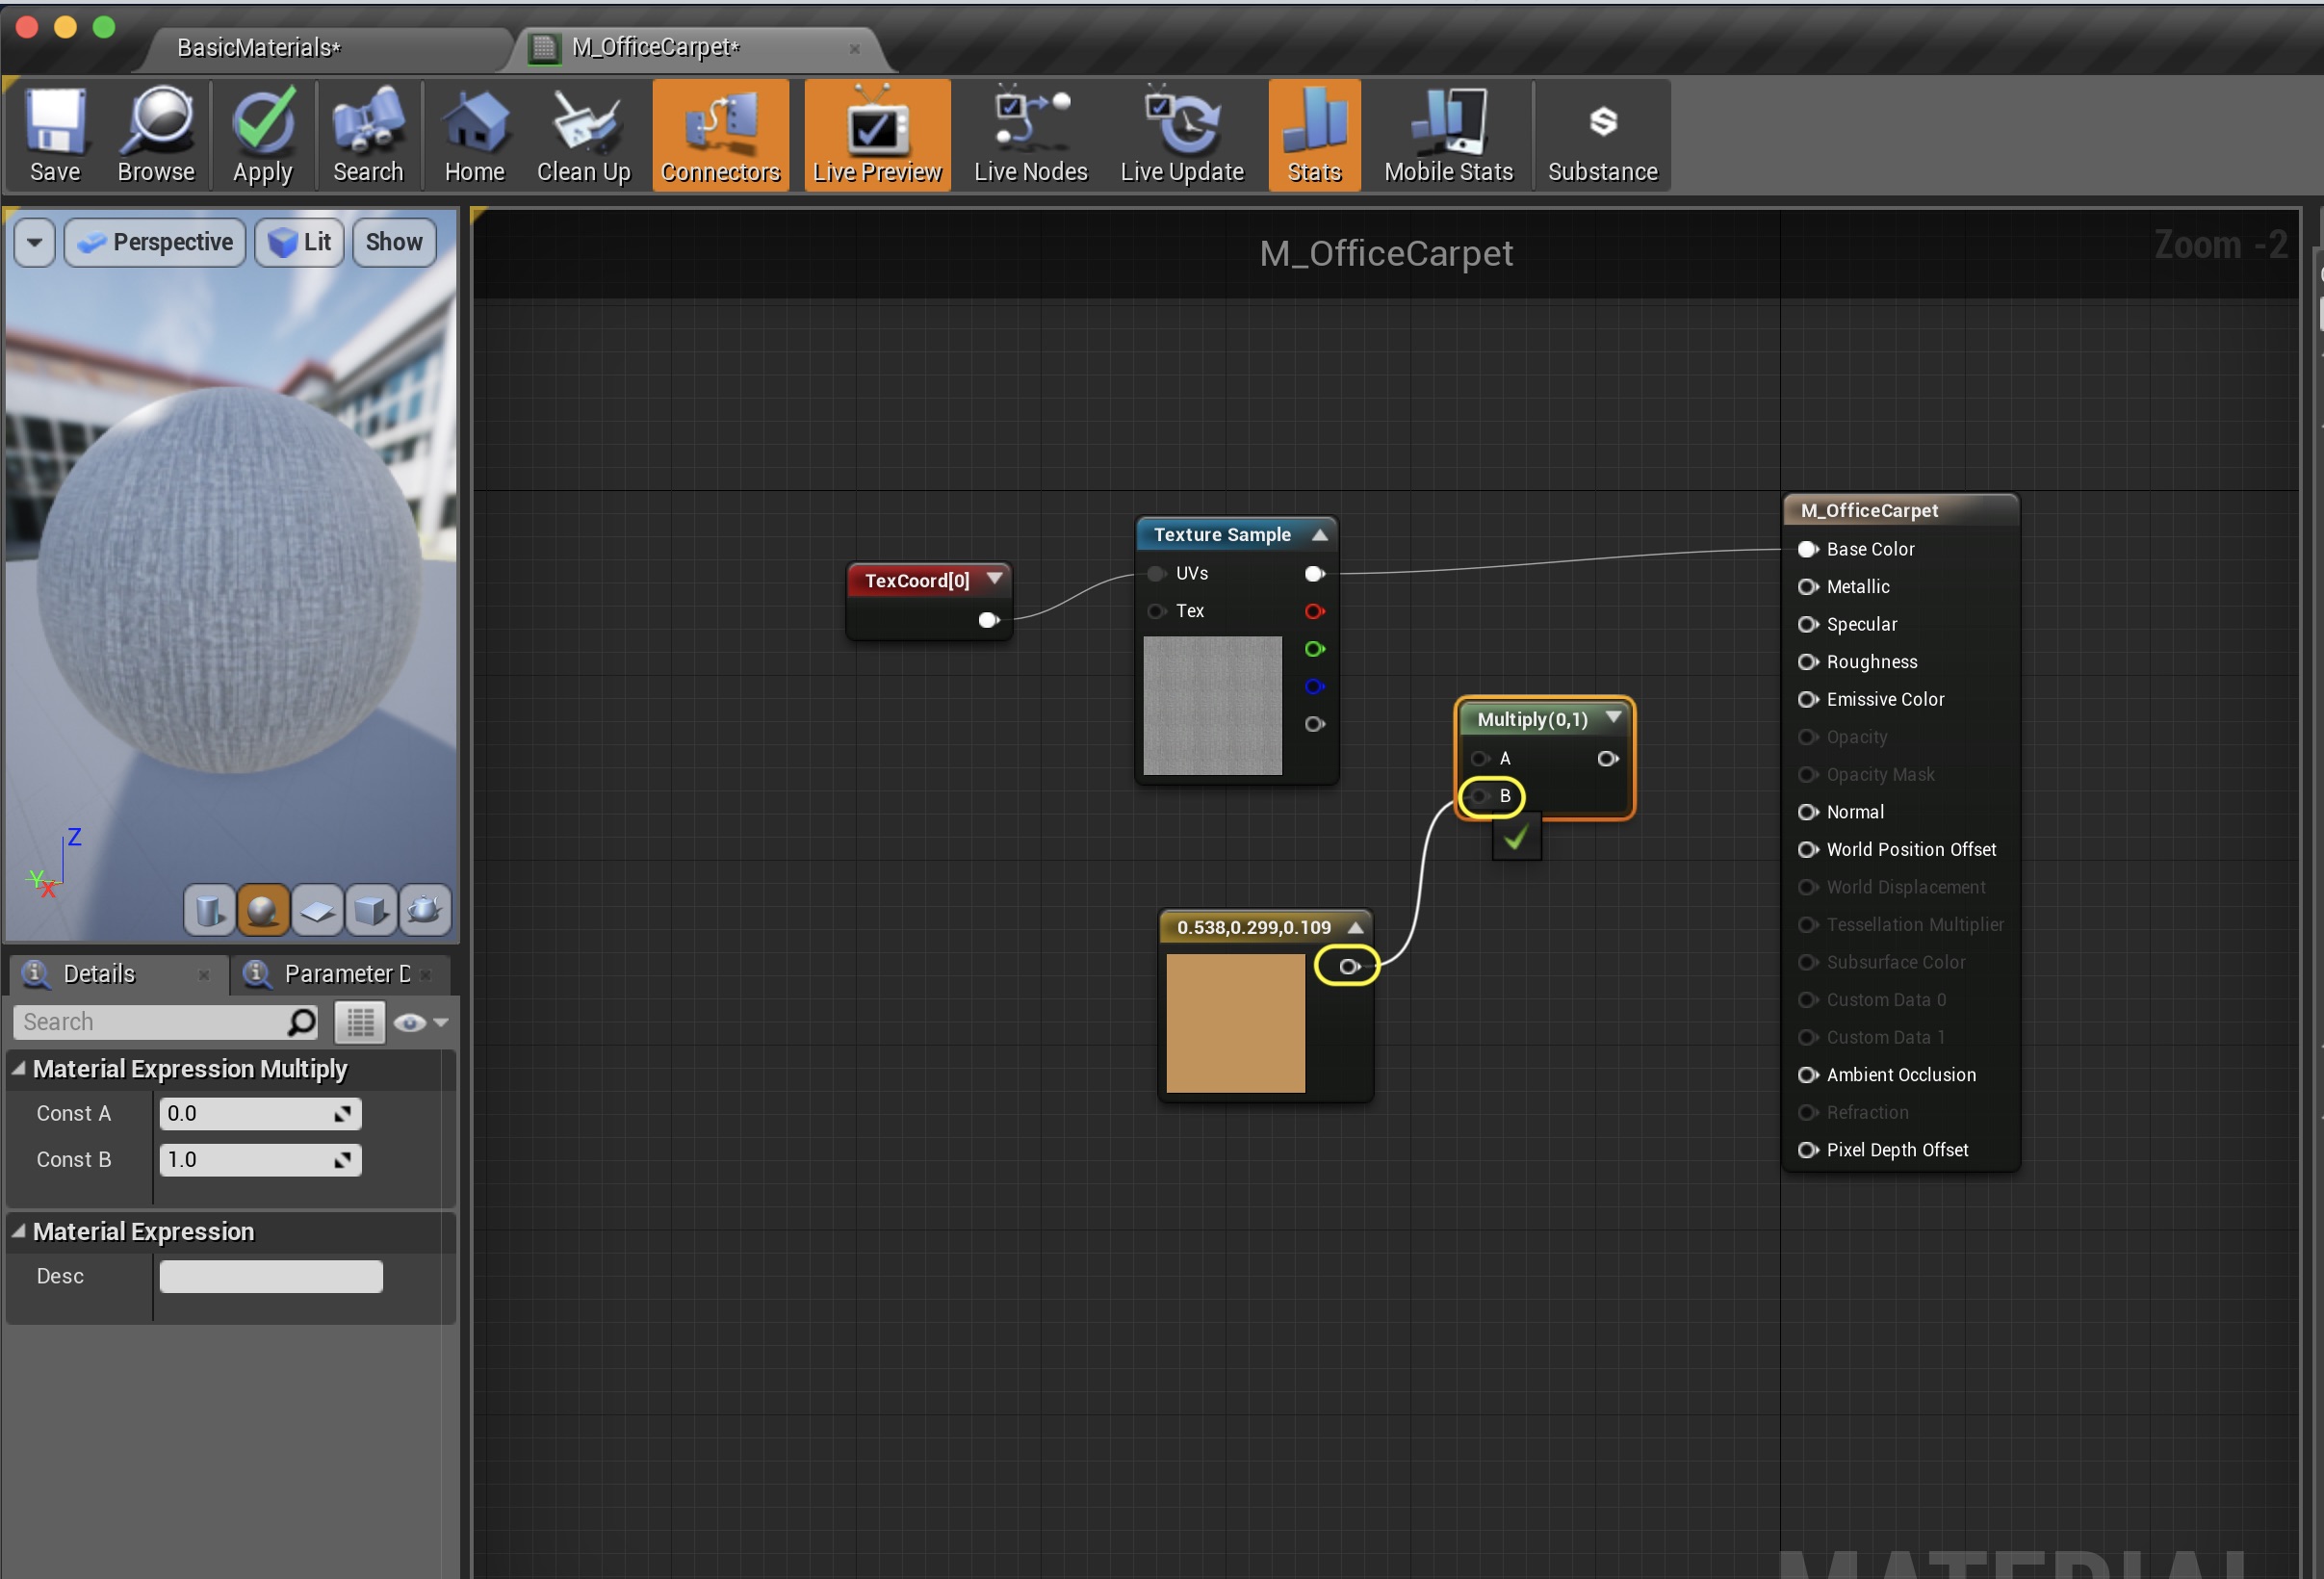 BasicMaterials*
M_OfficeCarpet*
Save
Browse
Apply
Search
Home
Clean Up
Connectors
Live Preview
Live Nodes
Live Update
Stats
Mobile Stats
Substance
Perspective
Lit
Show
Z
Y
X
Details
Parameter D
Search
Material Expression Multiply
Const A
0.0
Const B
1.0
Material Expression
Desc
M_OfficeCarpet
Zoom -2
TexCoord[0]
Texture Sample
UVs
Tex
Multiply(0,1)
A
B
0.538,0.299,0.109
M_OfficeCarpet
Base Color
Metallic
Specular
Roughness
Emissive Color
Opacity
Opacity Mask
Normal
World Position Offset
World Displacement
Tessellation Multiplier
Subsurface Color
Custom Data 0
Custom Data 1
Ambient Occlusion
Refraction
Pixel Depth Offset
MATERIAL